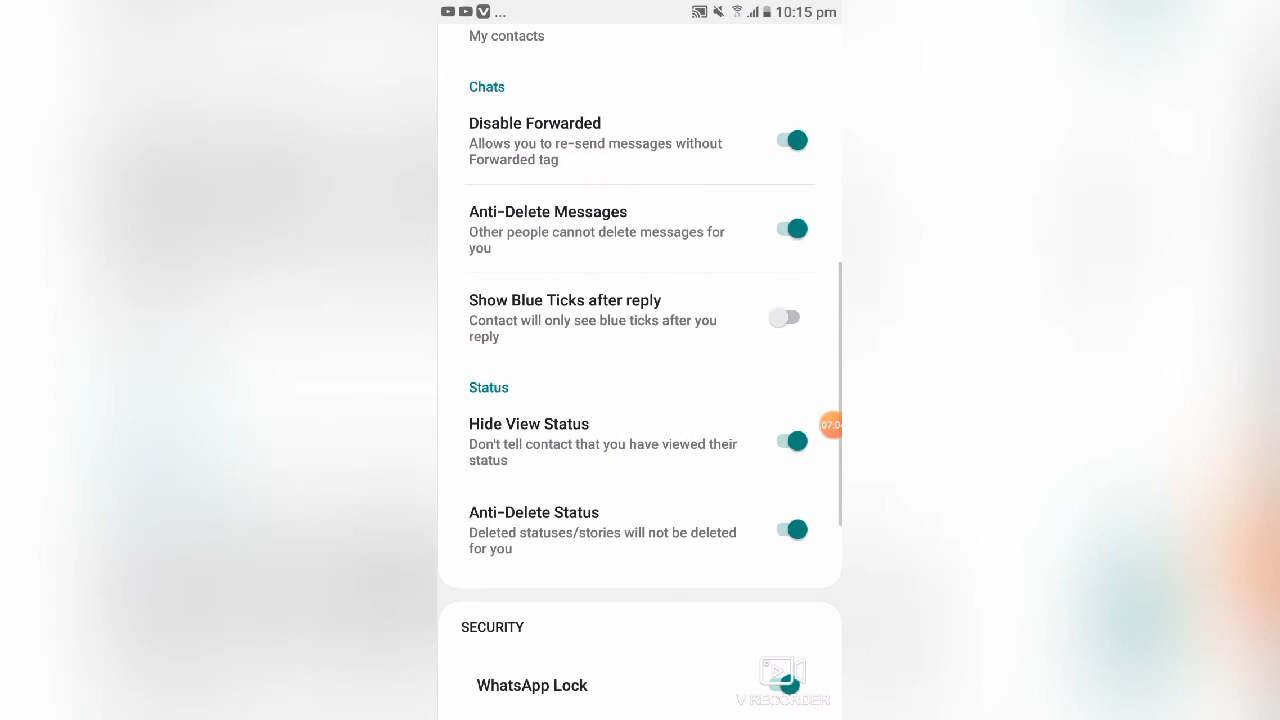 ... 10:15 pm
My contacts
Chats
Disable Forwarded
Allows you to re-send messages without
Forwarded tag
Anti-Delete Messages
Other people cannot delete messages for
you
Show Blue Ticks after reply
Contact will only see blue ticks after you
reply
Status
Hide View Status
Don't tell contact that you have viewed their
status
07:04
Anti-Delete Status
Deleted statuses/stories will not be deleted
for you
SECURITY
WhatsApp Lock
V RECORDER